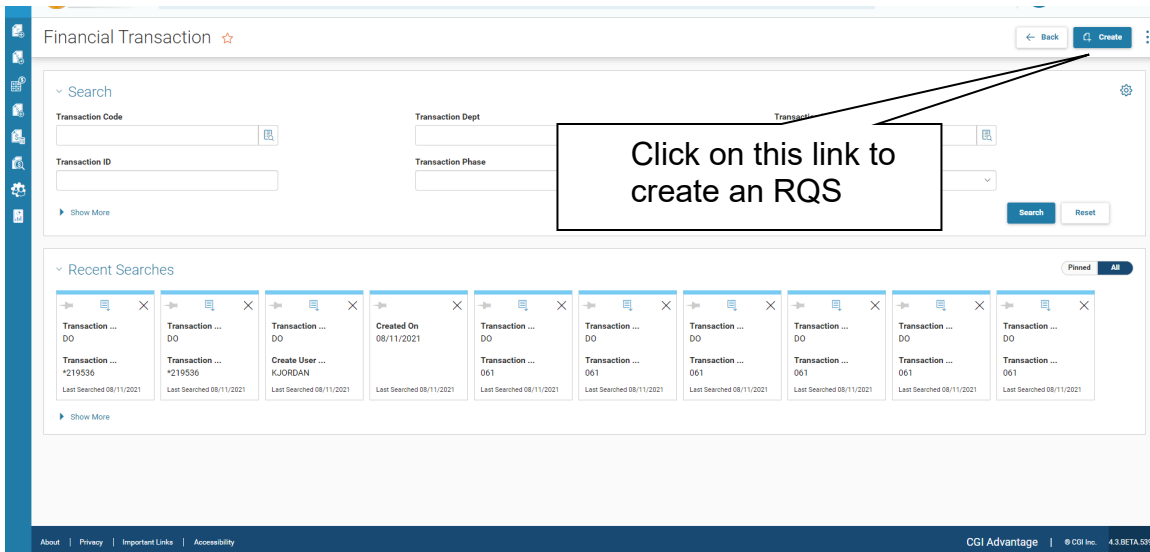 Financial Transaction
Back
Create
Search
Transaction Code
Transaction Dept
Transaction
Transaction ID
Transaction Phase
Click on this link to
create an RQS
Show More
Search
Reset
Recent Searches
Pinned
All
Transaction ...
DO
Transaction ...
*219536
Last Searched 08/11/2021
Transaction ...
DO
Transaction ...
*219536
Last Searched 08/11/2021
Transaction ...
DO
Create User ...
KJORDAN
Last Searched 08/11/2021
Created On
08/11/2021
Last Searched 08/11/2021
Transaction ...
DO
Transaction ...
061
Last Searched 08/11/2021
Transaction ...
DO
Transaction ...
061
Last Searched 08/11/2021
Transaction ...
DO
Transaction ...
061
Last Searched 08/11/2021
Transaction ...
DO
Transaction ...
061
Last Searched 08/11/2021
Transaction ...
DO
Transaction ...
061
Last Searched 08/11/2021
Transaction ...
DO
Transaction ...
061
Last Searched 08/11/2021
Show More
About | Privacy | Important Links | Accessibility
CGI Advantage | © CGI Inc. 4.3.BETA.539